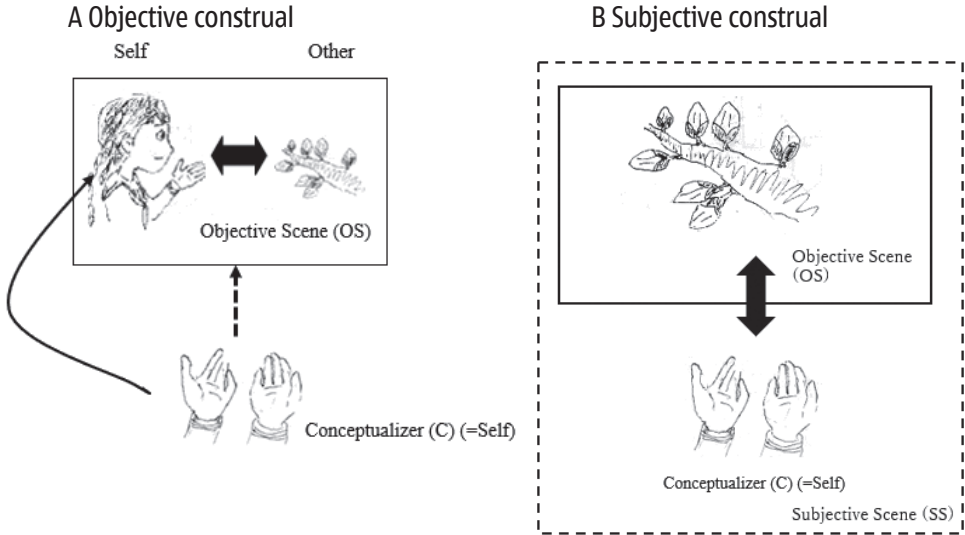 A Objective construal
Self
Other
Objective Scene (OS)
Conceptualizer (C) (=Self)
B Subjective construal
Objective Scene
(OS)
Conceptualizer (C) (=Self)
Subjective Scene (SS)